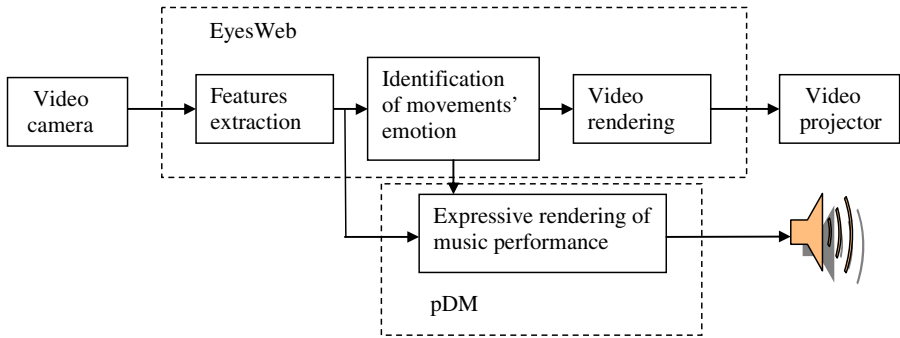 EyesWeb
Video
camera
Features
extraction
Identification
of movements’
emotion
Video
rendering
Video
projector
Expressive rendering of
music performance
pDM